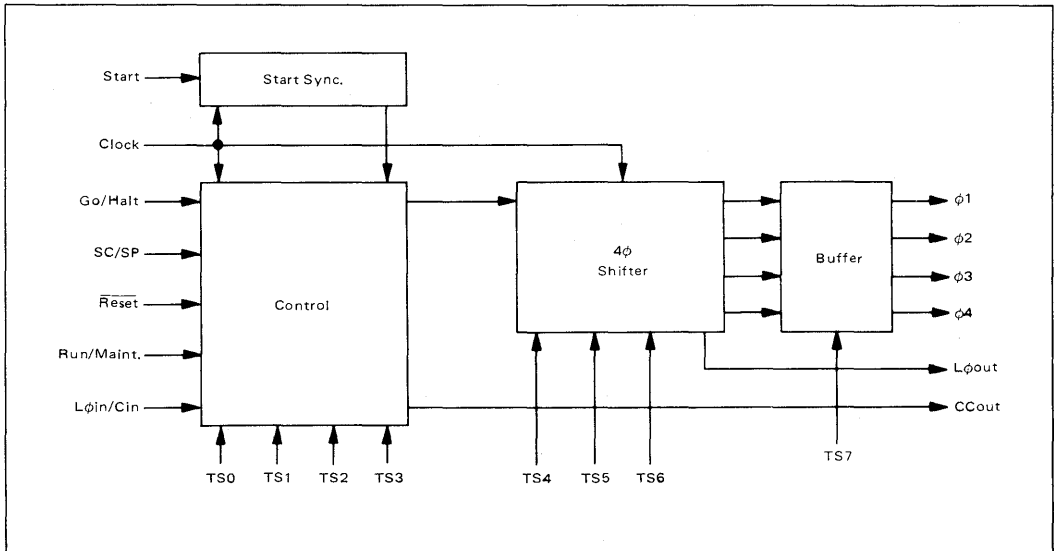 Start
Start Sync.
Clock
Go/Halt
SC/SP
Reset
Run/Maint.
Lφin/Cin
Control
4φ
Shifter
Buffer
φ1
φ2
φ3
φ4
Lφout
CCout
TS0
TS1
TS2
TS3
TS4
TS5
TS6
TS7